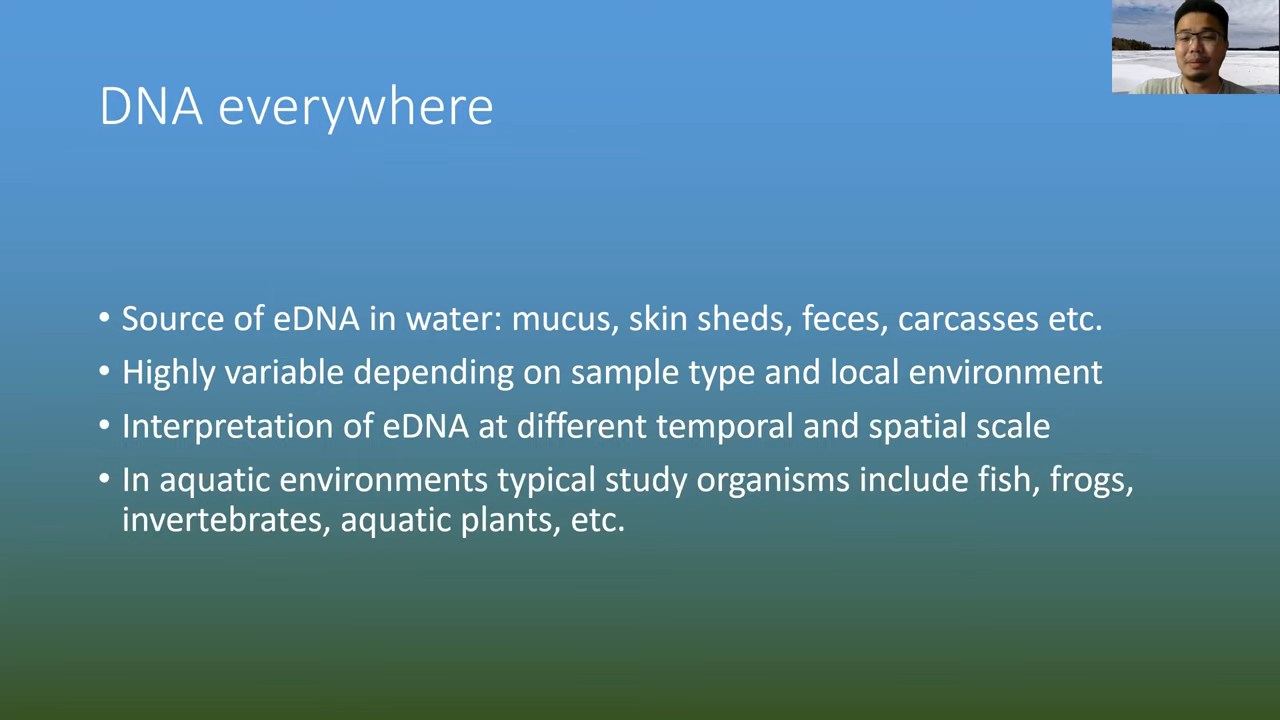 DNA everywhere
• Source of eDNA in water: mucus, skin sheds, feces, carcasses etc.
• Highly variable depending on sample type and local environment
• Interpretation of eDNA at different temporal and spatial scale
• In aquatic environments typical study organisms include fish, frogs,
invertebrates, aquatic plants, etc.